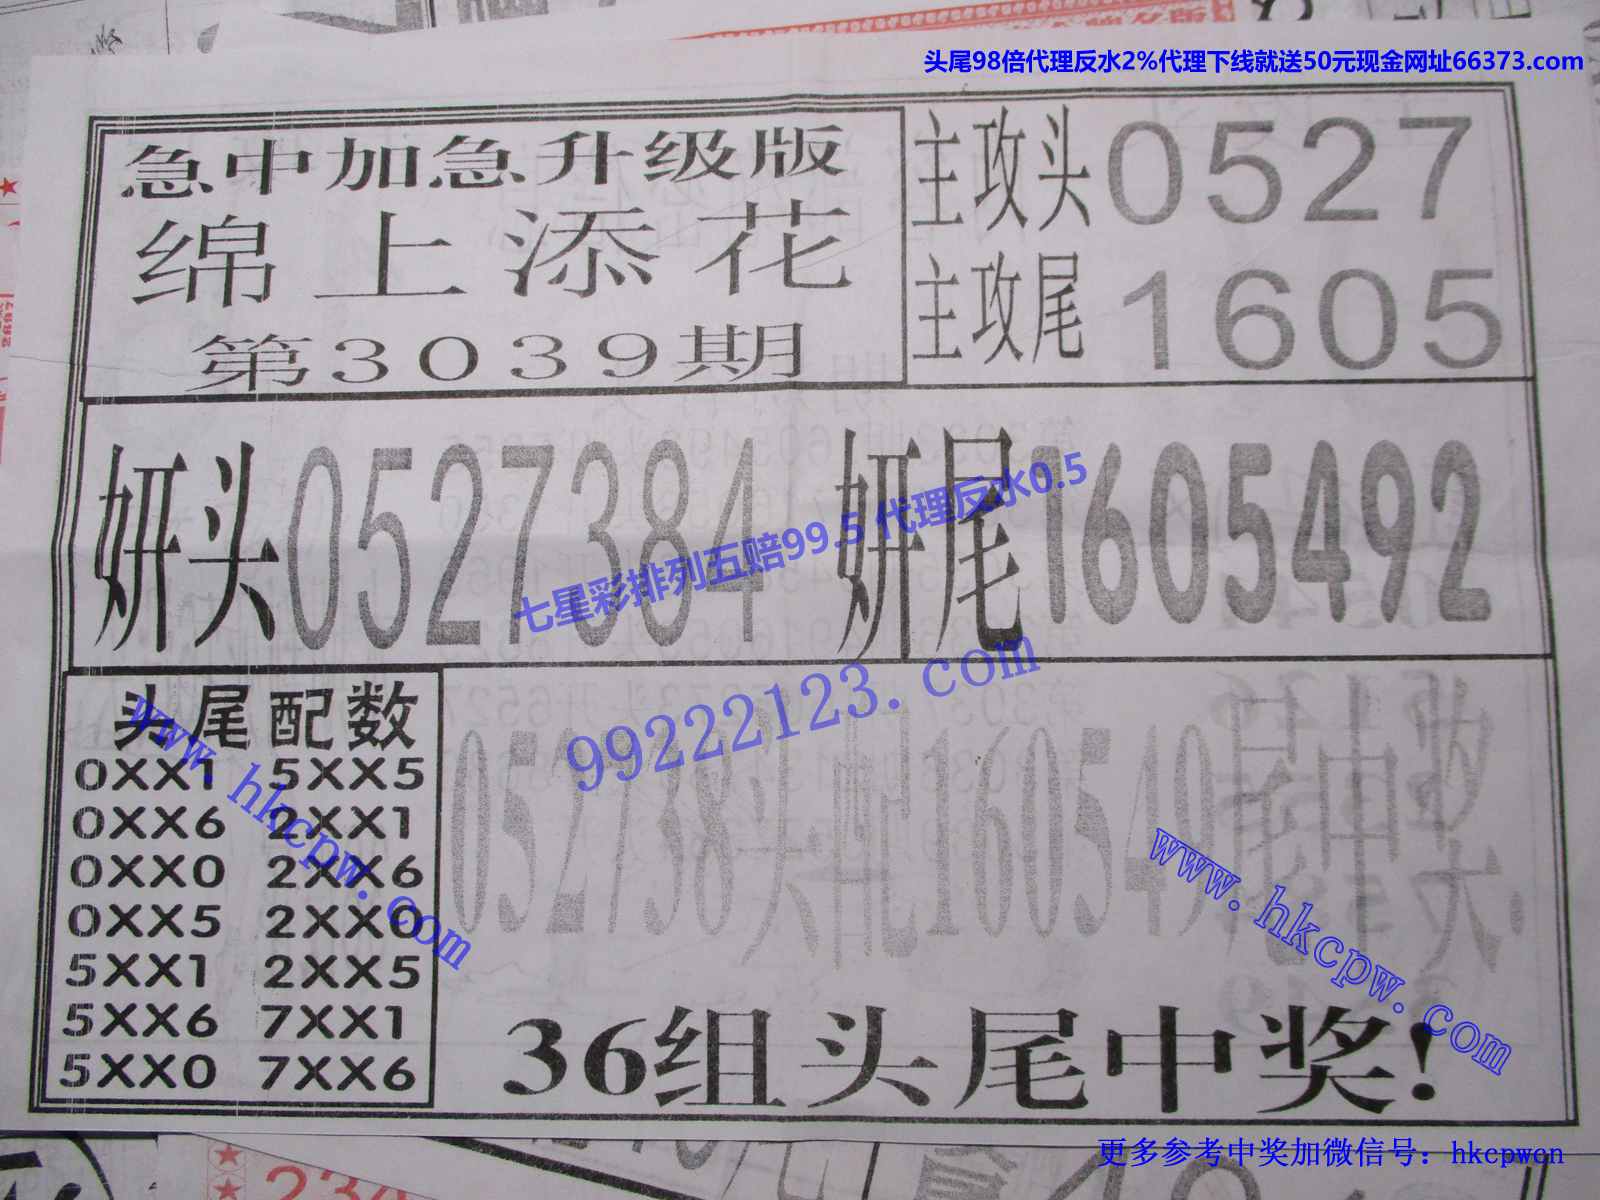 头尾98倍代理反水2%代理下线就送50元现金网址66373.com
急中加急升级版
绵上添花
第3039期
主攻头0527
主攻尾1605
妍头0527384 妍尾1605492
七星彩排列五赔99.5代理反水0.5
99222123.com
头尾配数
0XX1 5XX5
0XX6 2XX1
0XX0 2XX6
0XX5 2XX0
5XX1 2XX5
5XX6 7XX1
5XX0 7XX6
www.hkcpw.com
052738头配160549
www.hkcpw.com
36组头尾中奖!
更多参考中奖加微信号：hkcpwcn